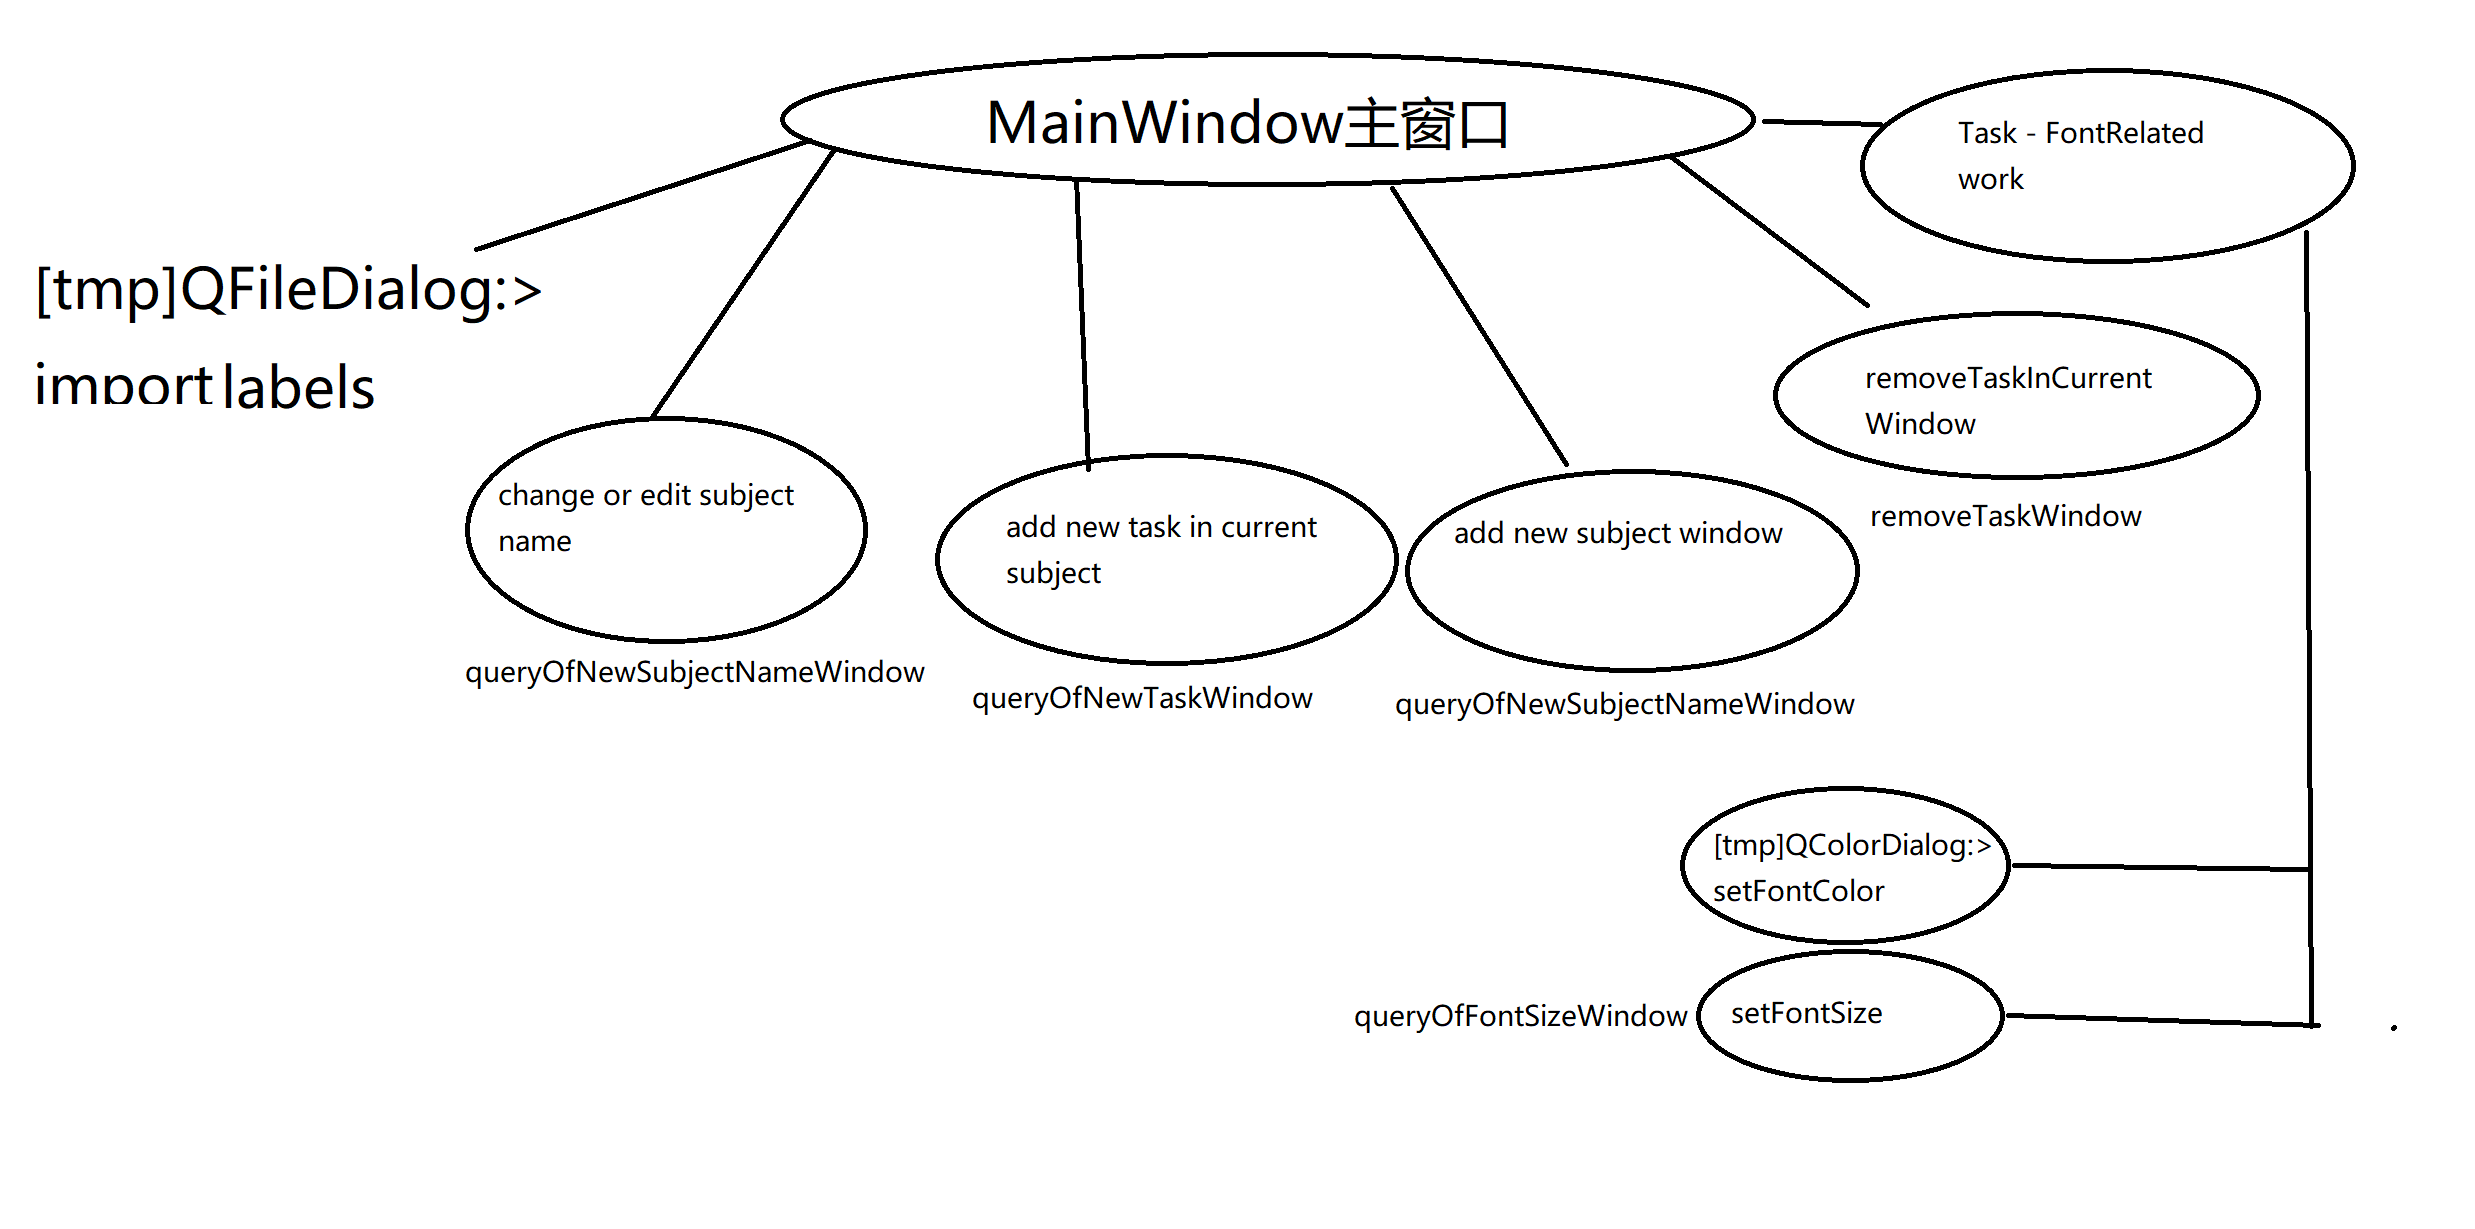 MainWindow主窗口
Task - FontRelated
work
[tmp]QFileDialog:>
import labels
change or edit subject
name
queryOfNewSubjectNameWindow
add new task in current
subject
queryOfNewTaskWindow
add new subject window
queryOfNewSubjectNameWindow
removeTaskInCurrent
Window
removeTaskWindow
[tmp]QColorDialog:>
setFontColor
queryOfFontSizeWindow
setFontSize